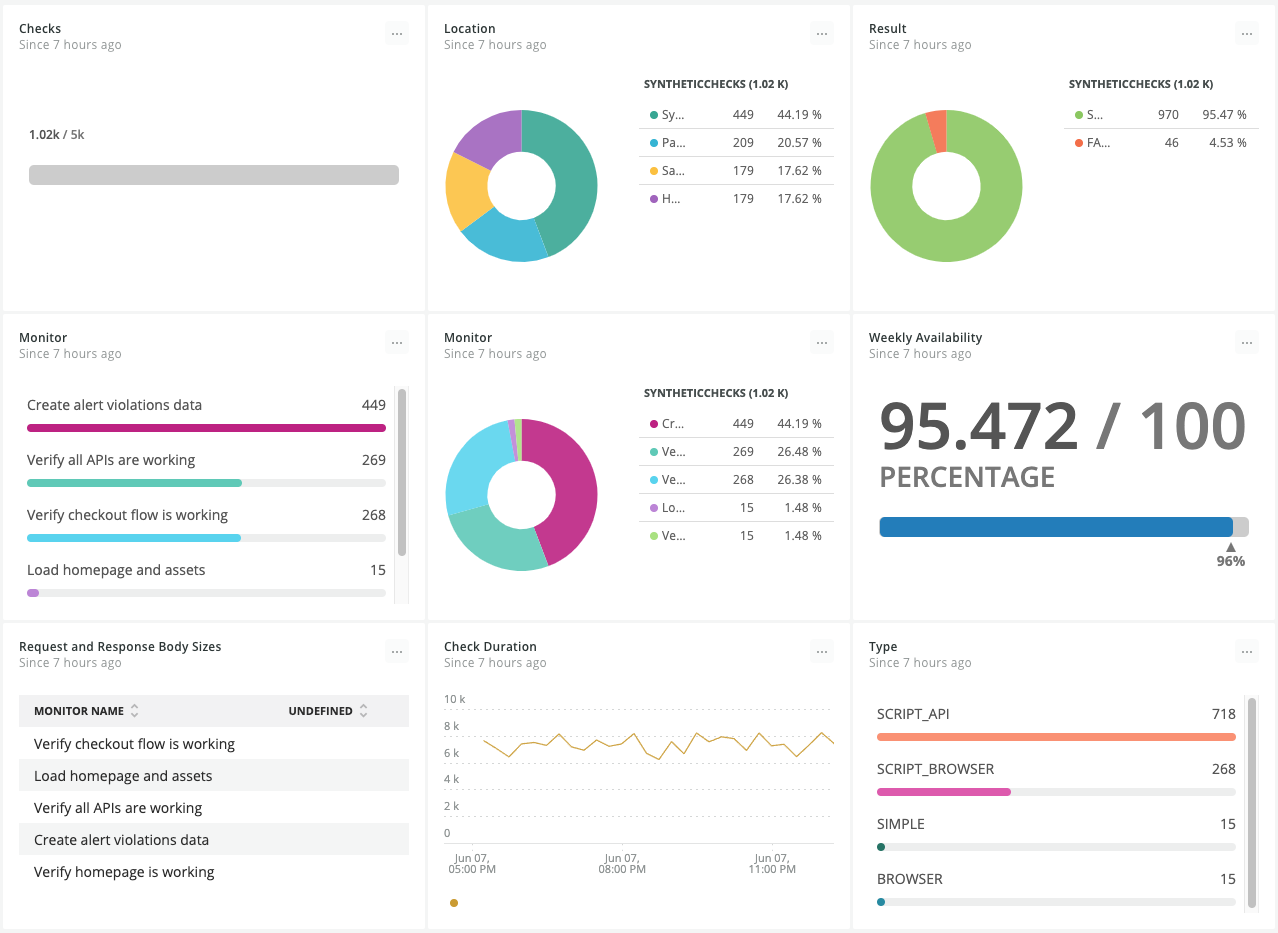 Checks
Since 7 hours ago
...
1.02k / 5k
Location
Since 7 hours ago
...
SYNTHETICCHECKS (1.02 K)
Sy... 449 44.19 %
Pa... 209 20.57 %
Sa... 179 17.62 %
H... 179 17.62 %
Result
Since 7 hours ago
...
SYNTHETICCHECKS (1.02 K)
S... 970 95.47 %
FA... 46 4.53 %
Monitor
Since 7 hours ago
...
Create alert violations data 449
Verify all APIs are working 269
Verify checkout flow is working 268
Load homepage and assets 15
Monitor
Since 7 hours ago
...
SYNTHETICCHECKS (1.02 K)
Cr... 449 44.19 %
Ve... 269 26.48 %
Ve... 268 26.38 %
Lo... 15 1.48 %
Ve... 15 1.48 %
Weekly Availability
Since 7 hours ago
...
95.472 / 100
PERCENTAGE
96%
Request and Response Body Sizes
Since 7 hours ago
...
MONITOR NAME UNDEFINED
Verify checkout flow is working
Load homepage and assets
Verify all APIs are working
Create alert violations data
Verify homepage is working
Check Duration
Since 7 hours ago
...
10 k
8 k
6 k
4 k
2 k
0
Jun 07, Jun 07, Jun 07,
05:00 PM 08:00 PM 11:00 PM
Type
Since 7 hours ago
...
SCRIPT_API 718
SCRIPT_BROWSER 268
SIMPLE 15
BROWSER 15